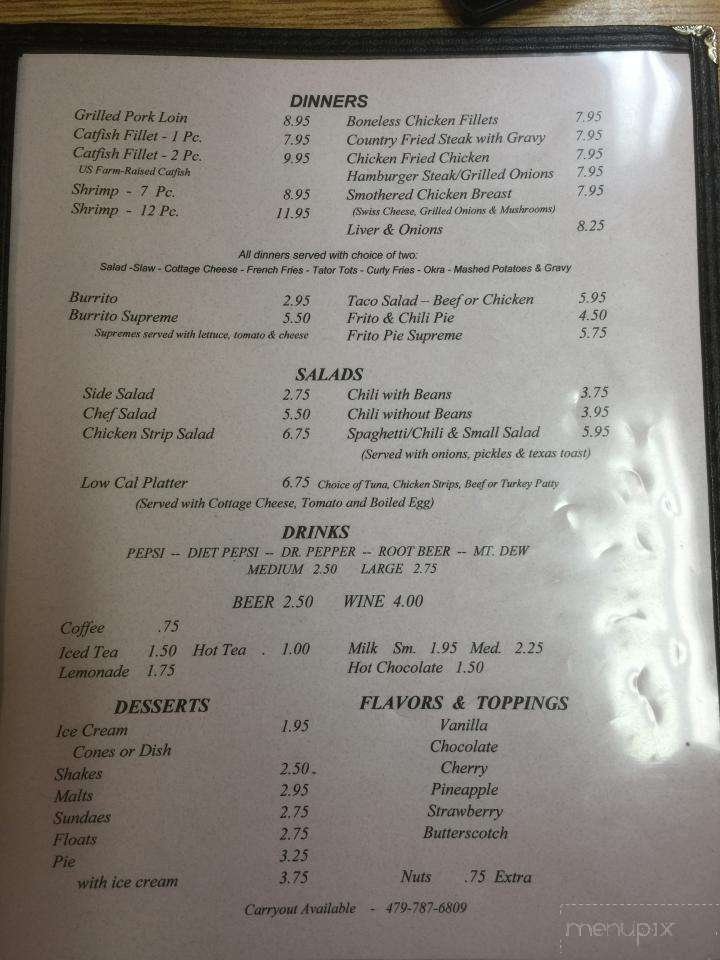 DINNERS
Grilled Pork Loin 8.95 Boneless Chicken Fillets 7.95
Catfish Fillet - 1 Pc. 7.95 Country Fried Steak with Gravy 7.95
Catfish Fillet - 2 Pc. 9.95 Chicken Fried Chicken 7.95
US Farm-Raised Catfish Hamburger Steak/Grilled Onions 7.95
Shrimp - 7 Pc. 8.95 Smothered Chicken Breast 7.95
Shrimp - 12 Pc. 11.95 (Swiss Cheese, Grilled Onions & Mushrooms)
Liver & Onions 8.25
All dinners served with choice of two:
Salad -Slaw - Cottage Cheese - French Fries - Tator Tots - Curly Fries - Okra - Mashed Potatoes & Gravy
Burrito 2.95 Taco Salad – Beef or Chicken 5.95
Burrito Supreme 5.50 Frito & Chili Pie 4.50
Supremes served with lettuce, tomato & cheese Frito Pie Supreme 5.75
SALADS
Side Salad 2.75 Chili with Beans 3.75
Chef Salad 5.50 Chili without Beans 3.95
Chicken Strip Salad 6.75 Spaghetti/Chili & Small Salad 5.95
(Served with onions, pickles & texas toast)
Low Cal Platter 6.75 Choice of Tuna, Chicken Strips, Beef or Turkey Patty
(Served with Cottage Cheese, Tomato and Boiled Egg)
DRINKS
PEPSI -- DIET PEPSI -- DR. PEPPER -- ROOT BEER -- MT. DEW
MEDIUM 2.50 LARGE 2.75
BEER 2.50 WINE 4.00
Coffee .75
Iced Tea 1.50 Hot Tea . 1.00 Milk Sm. 1.95 Med. 2.25
Lemonade 1.75 Hot Chocolate 1.50
DESSERTS FLAVORS & TOPPINGS
Ice Cream 1.95 Vanilla
Cones or Dish Chocolate
Shakes 2.50 Cherry
Malts 2.95 Pineapple
Sundaes 2.75 Strawberry
Floats 2.75 Butterscotch
Pie 3.25
with ice cream 3.75 Nuts .75 Extra
Carryout Available - 479-787-6809
menupix